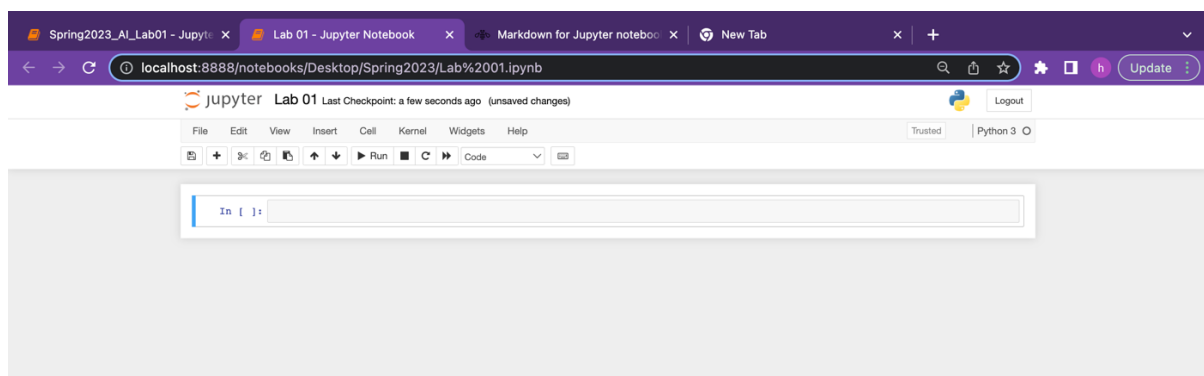 Spring2023_AI_Lab01 - Jupyte
Lab 01 - Jupyter Notebook
Markdown for Jupyter noteboo
New Tab
localhost:8888/notebooks/Desktop/Spring2023/Lab%2001.ipynb
h
Update
jupyter Lab 01 Last Checkpoint: a few seconds ago (unsaved changes)
Logout
File Edit View Insert Cell Kernel Widgets Help
Trusted
Python 3
Run
Code
In [ ]: